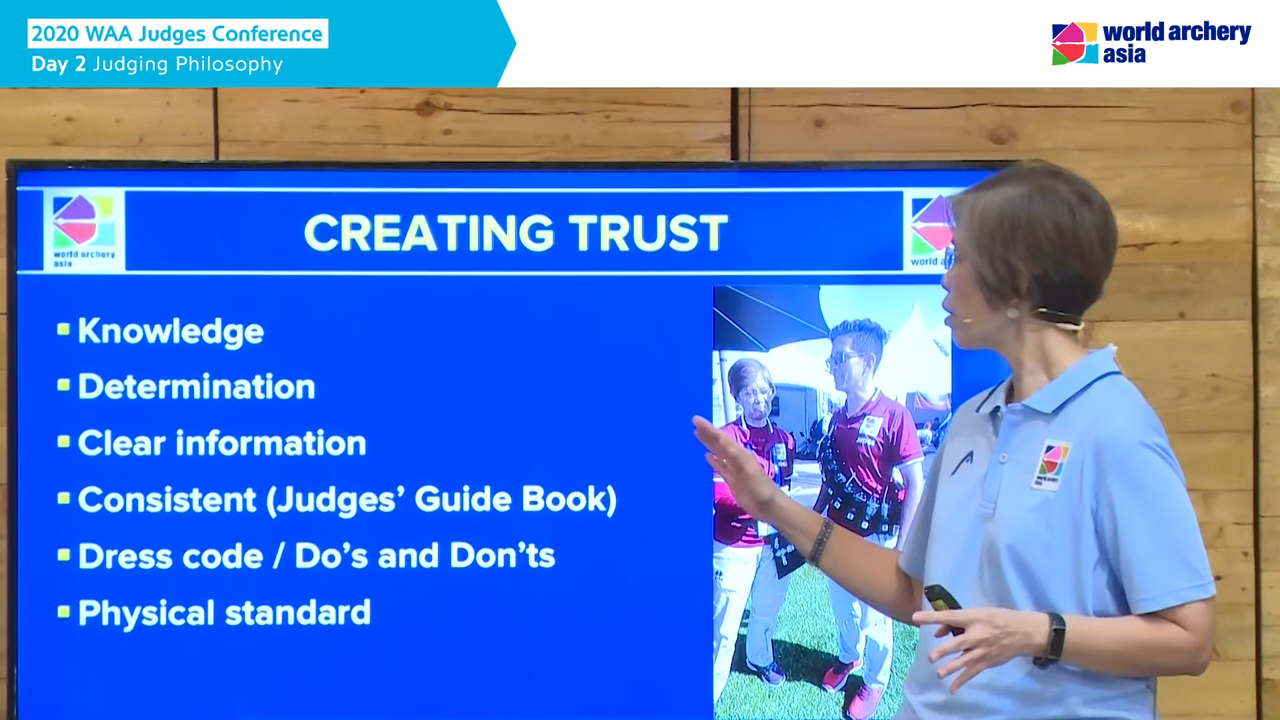 2020 WAA Judges Conference
Day 2 Judging Philosophy
world archery
asia
CREATING TRUST
world archery
asia
world a
Knowledge
Determination
Clear information
Consistent (Judges’ Guide Book)
Dress code / Do’s and Don’ts
Physical standard